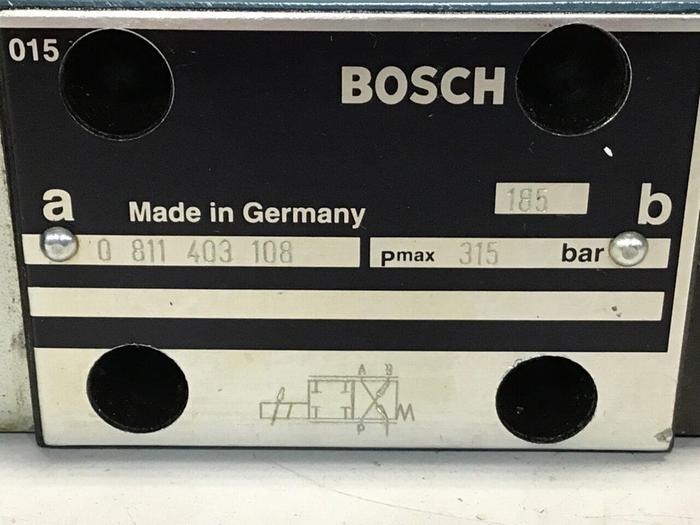 015
BOSCH
185
a
Made in Germany
b
0 811 403 108
pmax 315 bar
A B
P